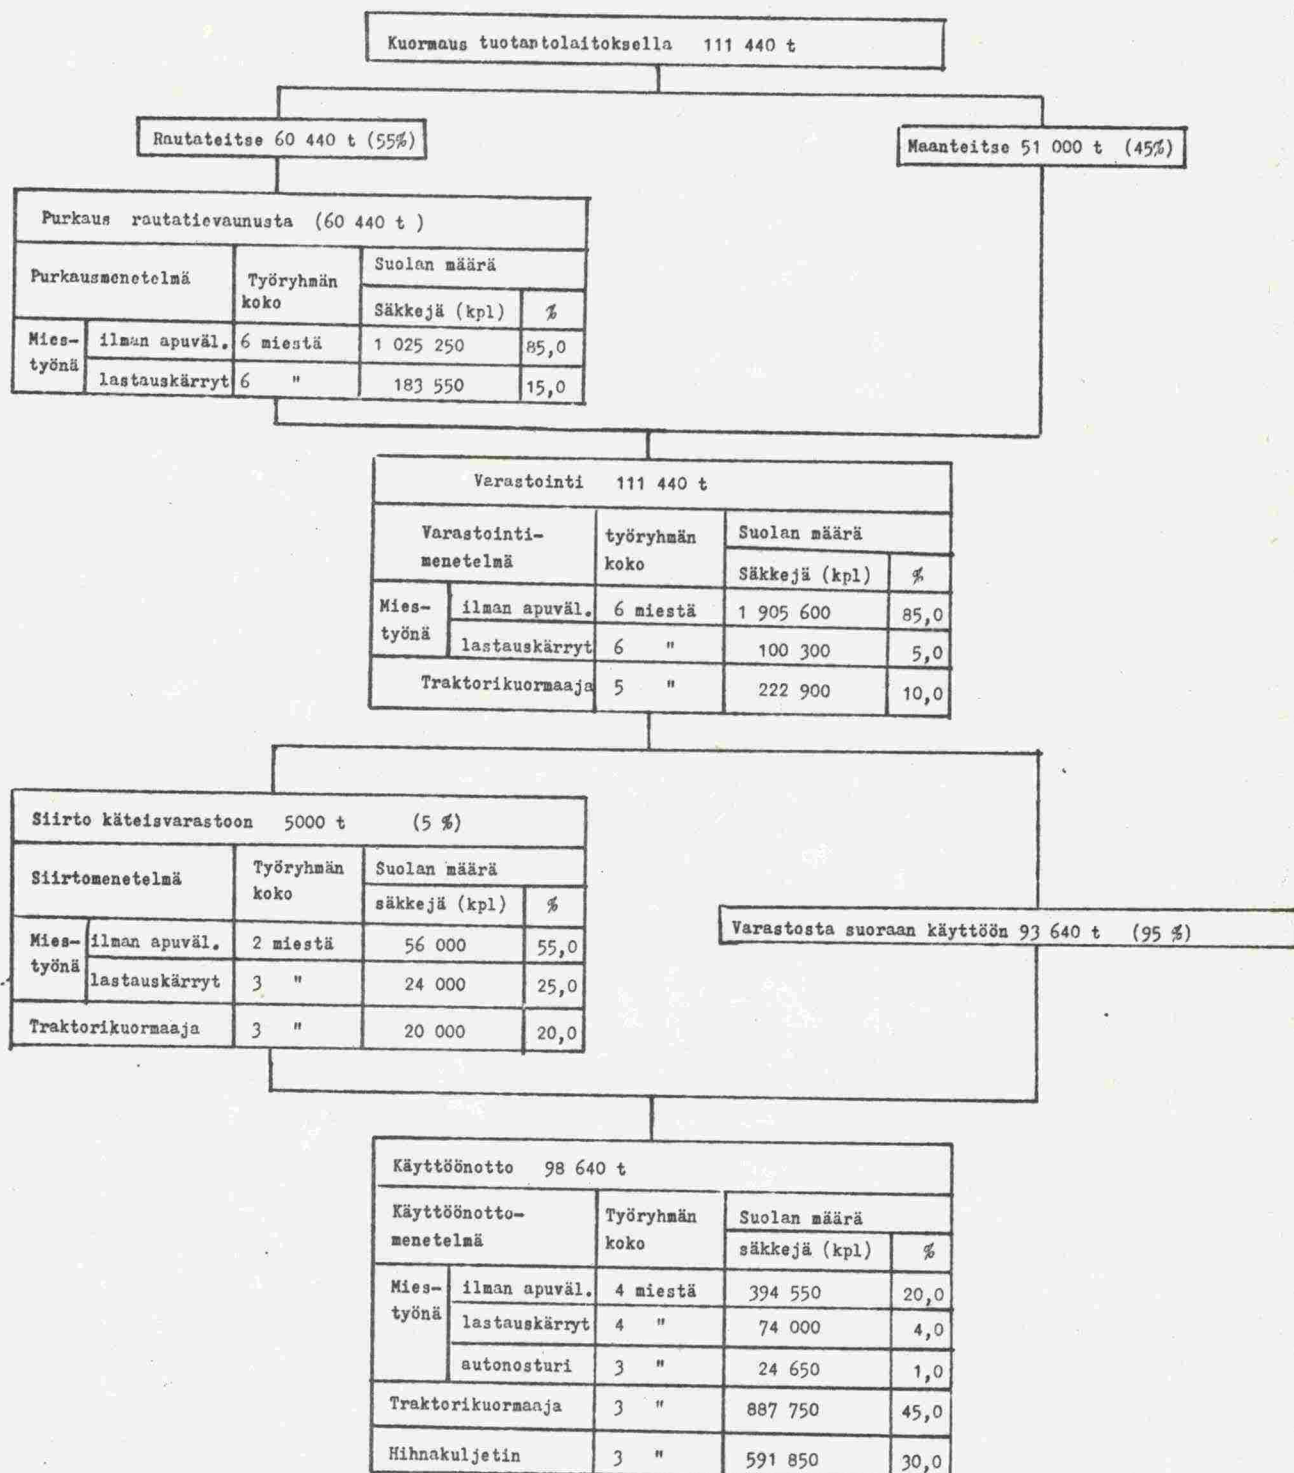 Kuormaus tuotantolaitoksella 111 440 t
Rautateitse 60 440 t (55%)
Maanteitse 51 000 t (45%)
Purkaus rautatievaunusta (60 440 t )
Purkausmenetelmä
Työryhmän
koko
Suolan määrä
Säkkejä (kpl) %
Mies-
työnä
ilman apuväl. 6 miestä 1 025 250 85,0
lastauskärryt 6 " 183 550 15,0
Varastointi 111 440 t
Varastointi-
menetelmä
työryhmän
koko
Suolan määrä
Säkkejä (kpl) %
Mies-
työnä
ilman apuväl. 6 miestä 1 905 600 85,0
lastauskärryt 6 " 100 300 5,0
Traktorikuormaaja 5 " 222 900 10,0
Siirto käteisvarastoon 5000 t (5 %)
Siirtomenetelmä
Työryhmän
koko
Suolan määrä
säkkejä (kpl) %
Mies-
työnä
ilman apuväl. 2 miestä 56 000 55,0
lastauskärryt 3 " 24 000 25,0
Traktorikuormaaja 3 " 20 000 20,0
Varastosta suoraan käyttöön 93 640 t (95 %)
Käyttöönotto 98 640 t
Käyttöönotto-
menetelmä
Työryhmän
koko
Suolan määrä
säkkejä (kpl) %
Mies-
työnä
ilman apuväl. 4 miestä 394 550 20,0
lastauskärryt 4 " 74 000 4,0
autonosturi 3 " 24 650 1,0
Traktorikuormaaja 3 " 887 750 45,0
Hihnakuljetin 3 " 591 850 30,0